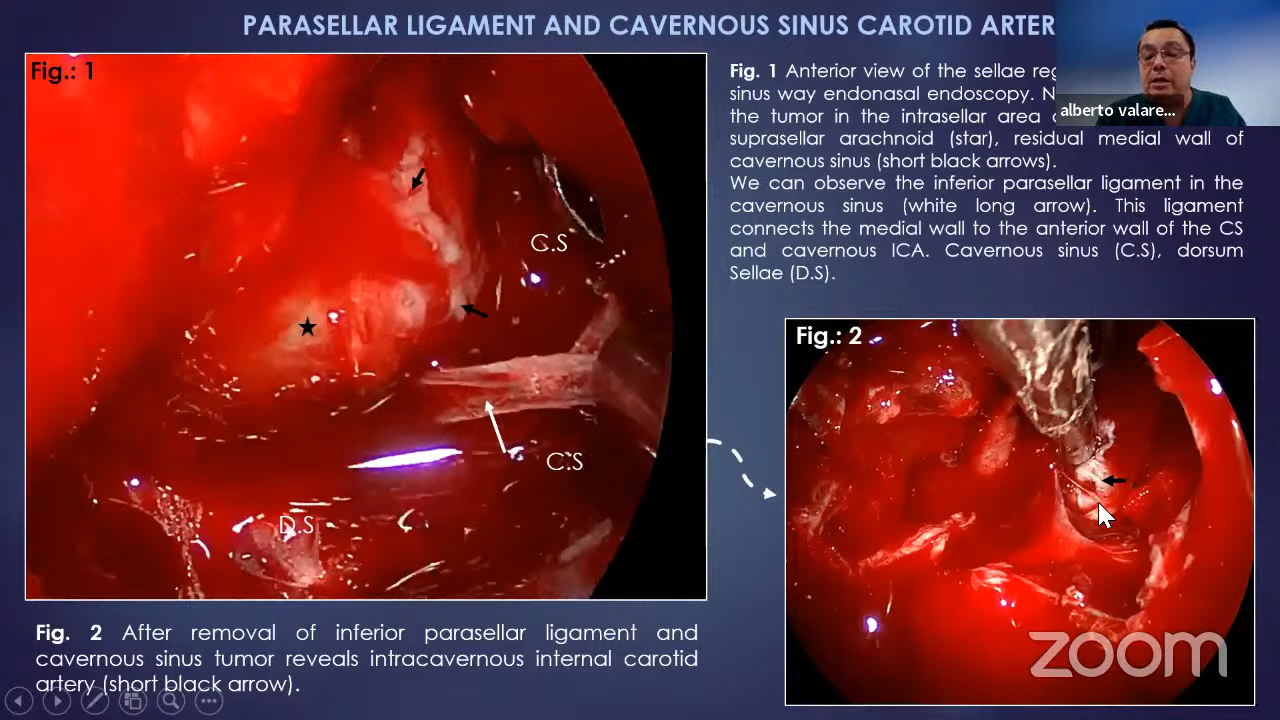 PARASELLAR LIGAMENT AND CAVERNOUS SINUS CAROTID ARTER
Fig.: 1
C.S
C.S
D.S
Fig. 1 Anterior view of the sellae
sinus way endonasal endoscopy.
the tumor in the intrasellar area
suprasellar arachnoid (star), residual medial wall of
cavernous sinus (short black arrows).
We can observe the inferior parasellar ligament in the
cavernous sinus (white long arrow). This ligament
connects the medial wall to the anterior wall of the CS
and cavernous ICA. Cavernous sinus (C.S), dorsum
Sellae (D.S).
alberto valare...
Fig.: 2
zoom
Fig. 2 After removal of inferior parasellar ligament and
cavernous sinus tumor reveals intracavernous internal carotid
artery (short black arrow).